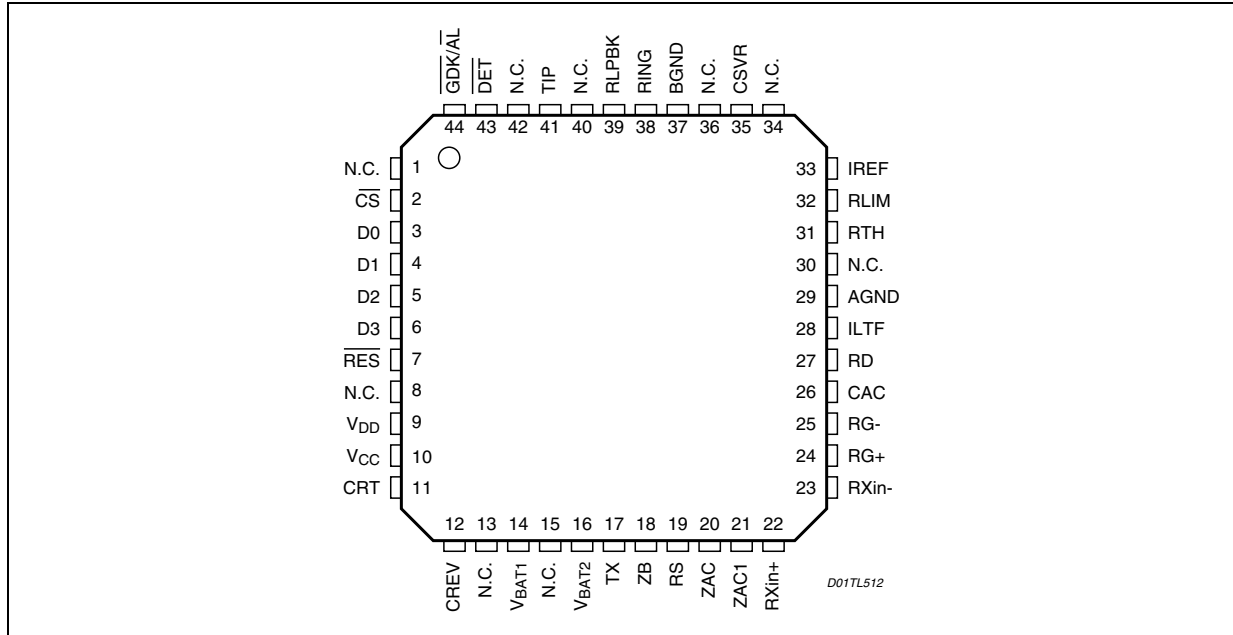 GDK/AL
DET
N.C.
TIP
N.C.
RLPBK
RING
BGND
N.C.
CSVR
N.C.
44 43 42 41 40 39 38 37 36 35 34
N.C. 1 33 IREF
CS 2 32 RLIM
D0 3 31 RTH
D1 4 30 N.C.
D2 5 29 AGND
D3 6 28 ILTF
RES 7 27 RD
N.C. 8 26 CAC
VDD 9 25 RG-
VCC 10 24 RG+
CRT 11 23 RXin-
12 13 14 15 16 17 18 19 20 21 22
CREV
N.C.
VBAT1
N.C.
VBAT2
TX
ZB
RS
ZAC
ZAC1
RXin+
D01TL512